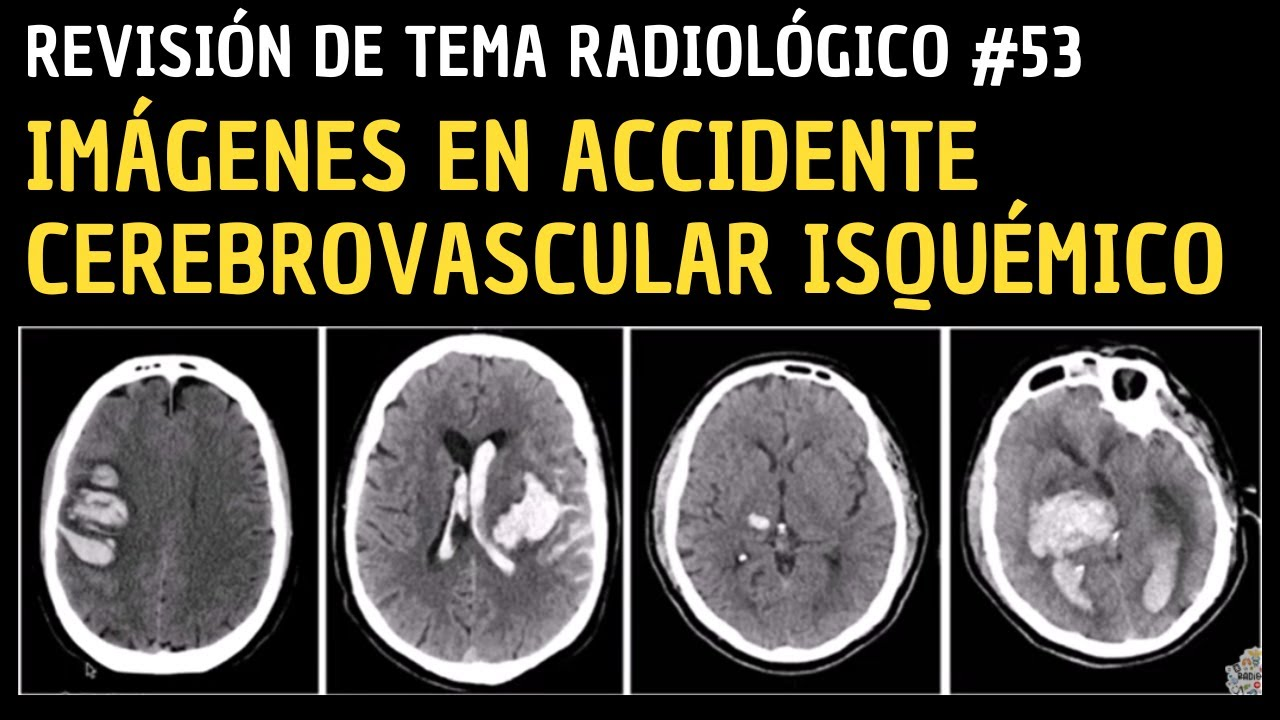 REVISIÓN DE TEMA RADIOLÓGICO #53
IMÁGENES EN ACCIDENTE
CEREBROVASCULAR ISQUÉMICO